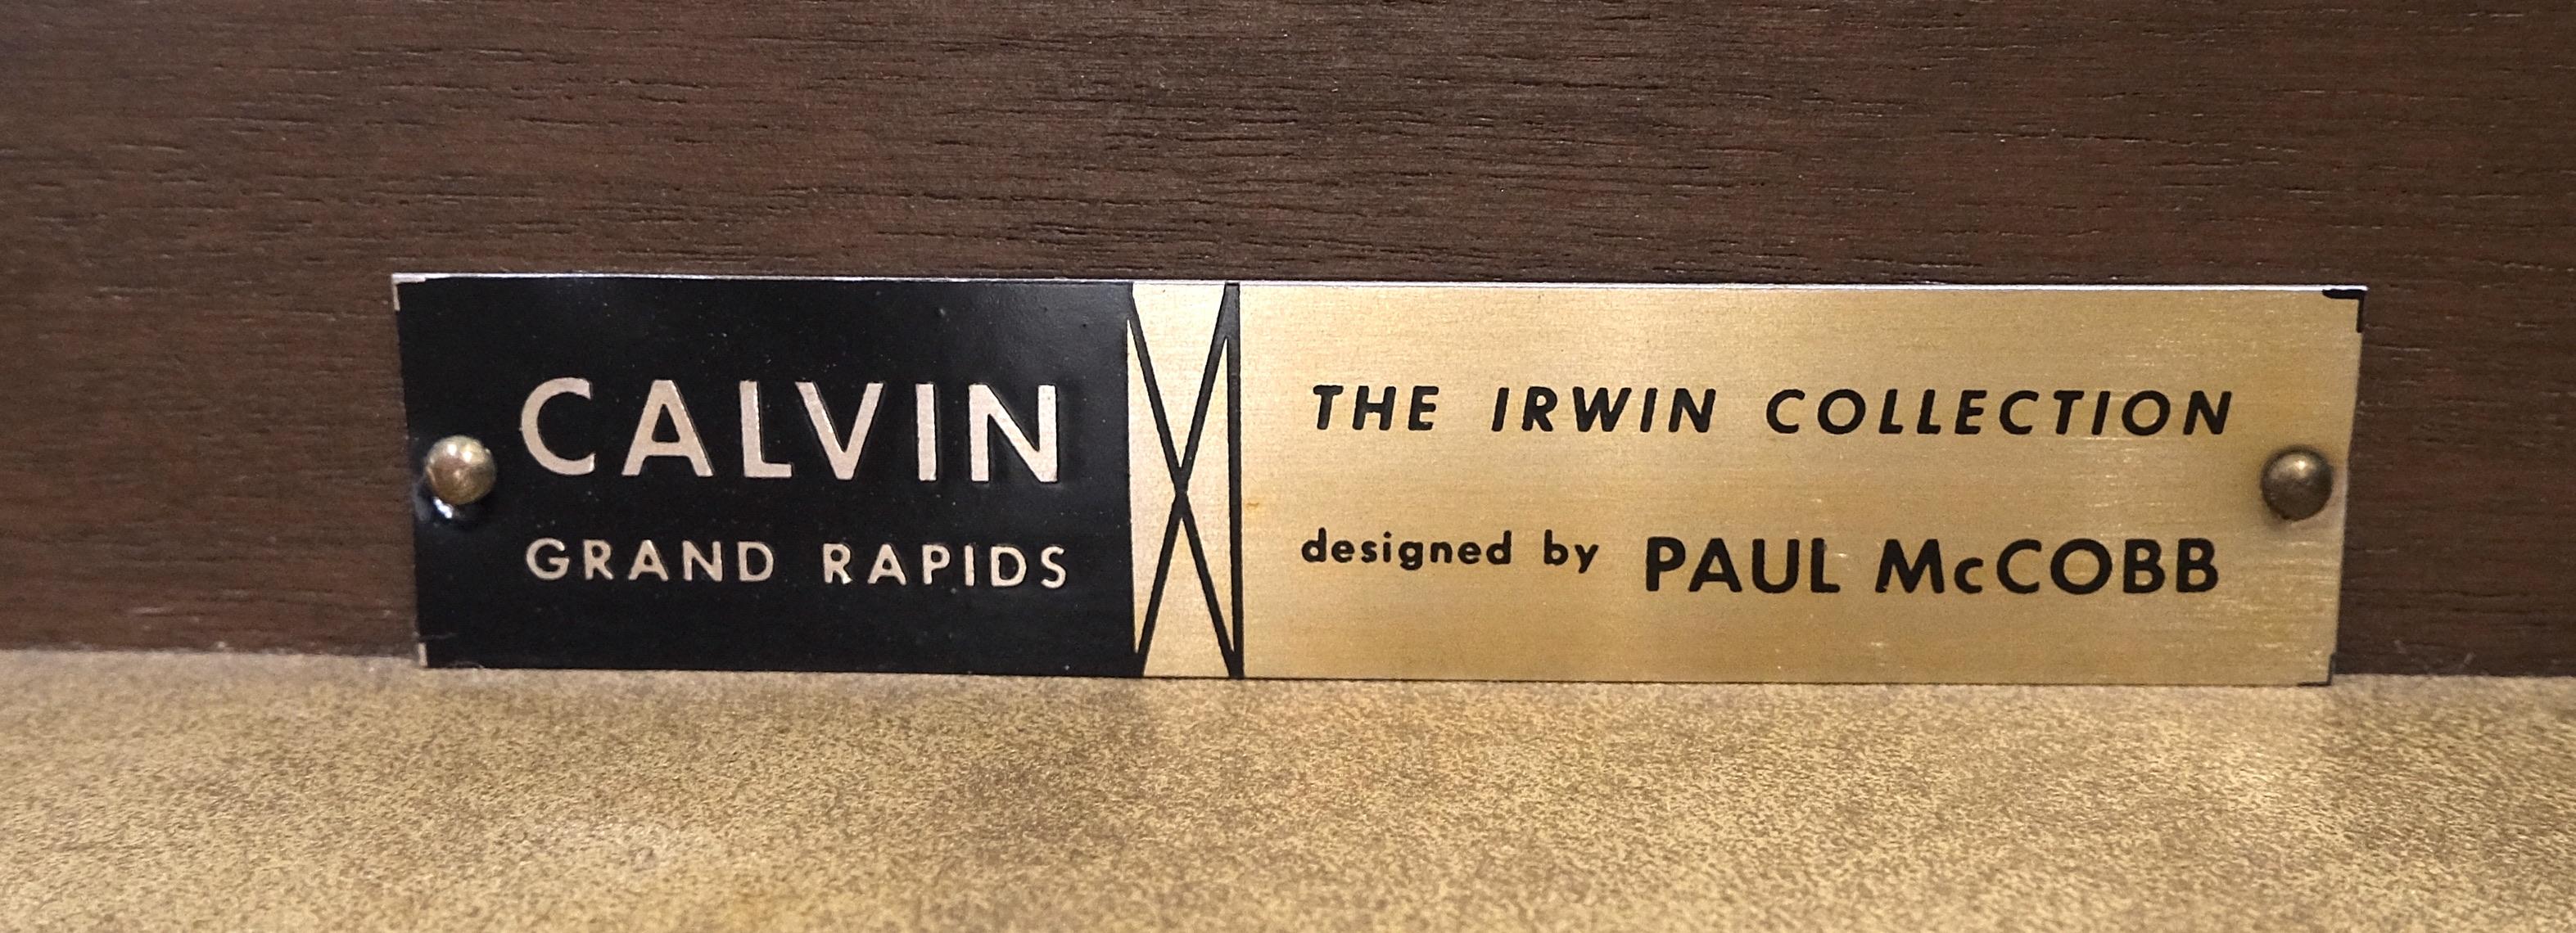 CALVIN
GRAND RAPIDS
THE IRWIN COLLECTION
designed by PAUL McCOBB